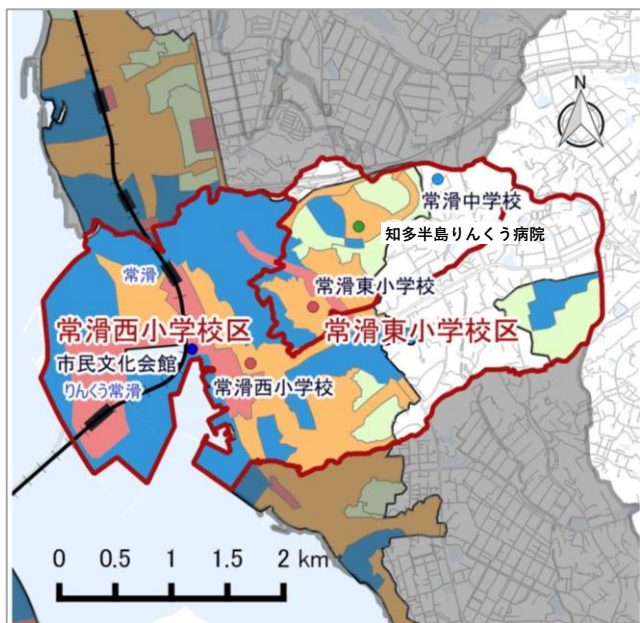 N
常滑中学校
知多半島りんくう病院
常滑
常滑東小学校
常滑西小学校区
常滑東小学校区
市民文化会館
りんくう常滑
常滑西小学校
0 0.5 1 1.5 2 km